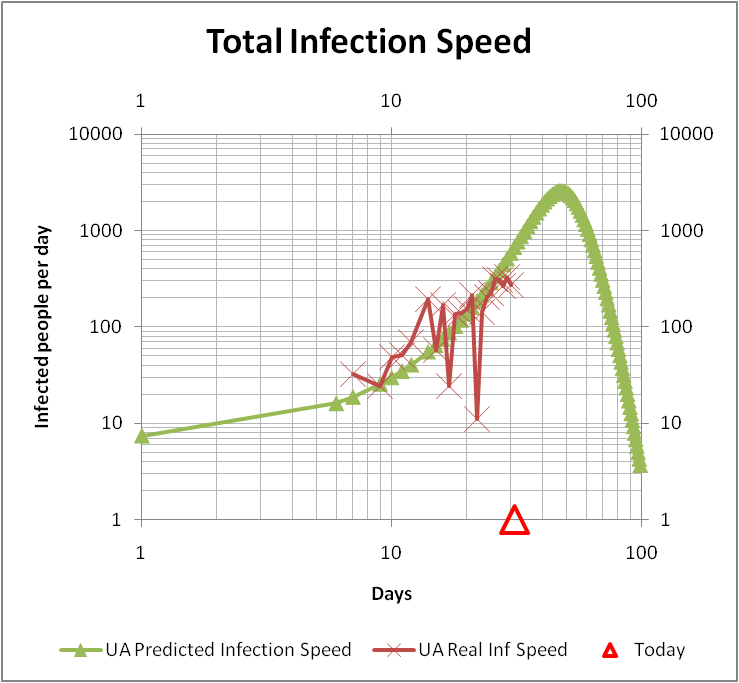 Total Infection Speed
1 10 100
10000 10000
1000 1000
100 100
10 10
1 1
1 10 100
Infected people per day
Days
UA Predicted Infection Speed UA Real Inf Speed Today